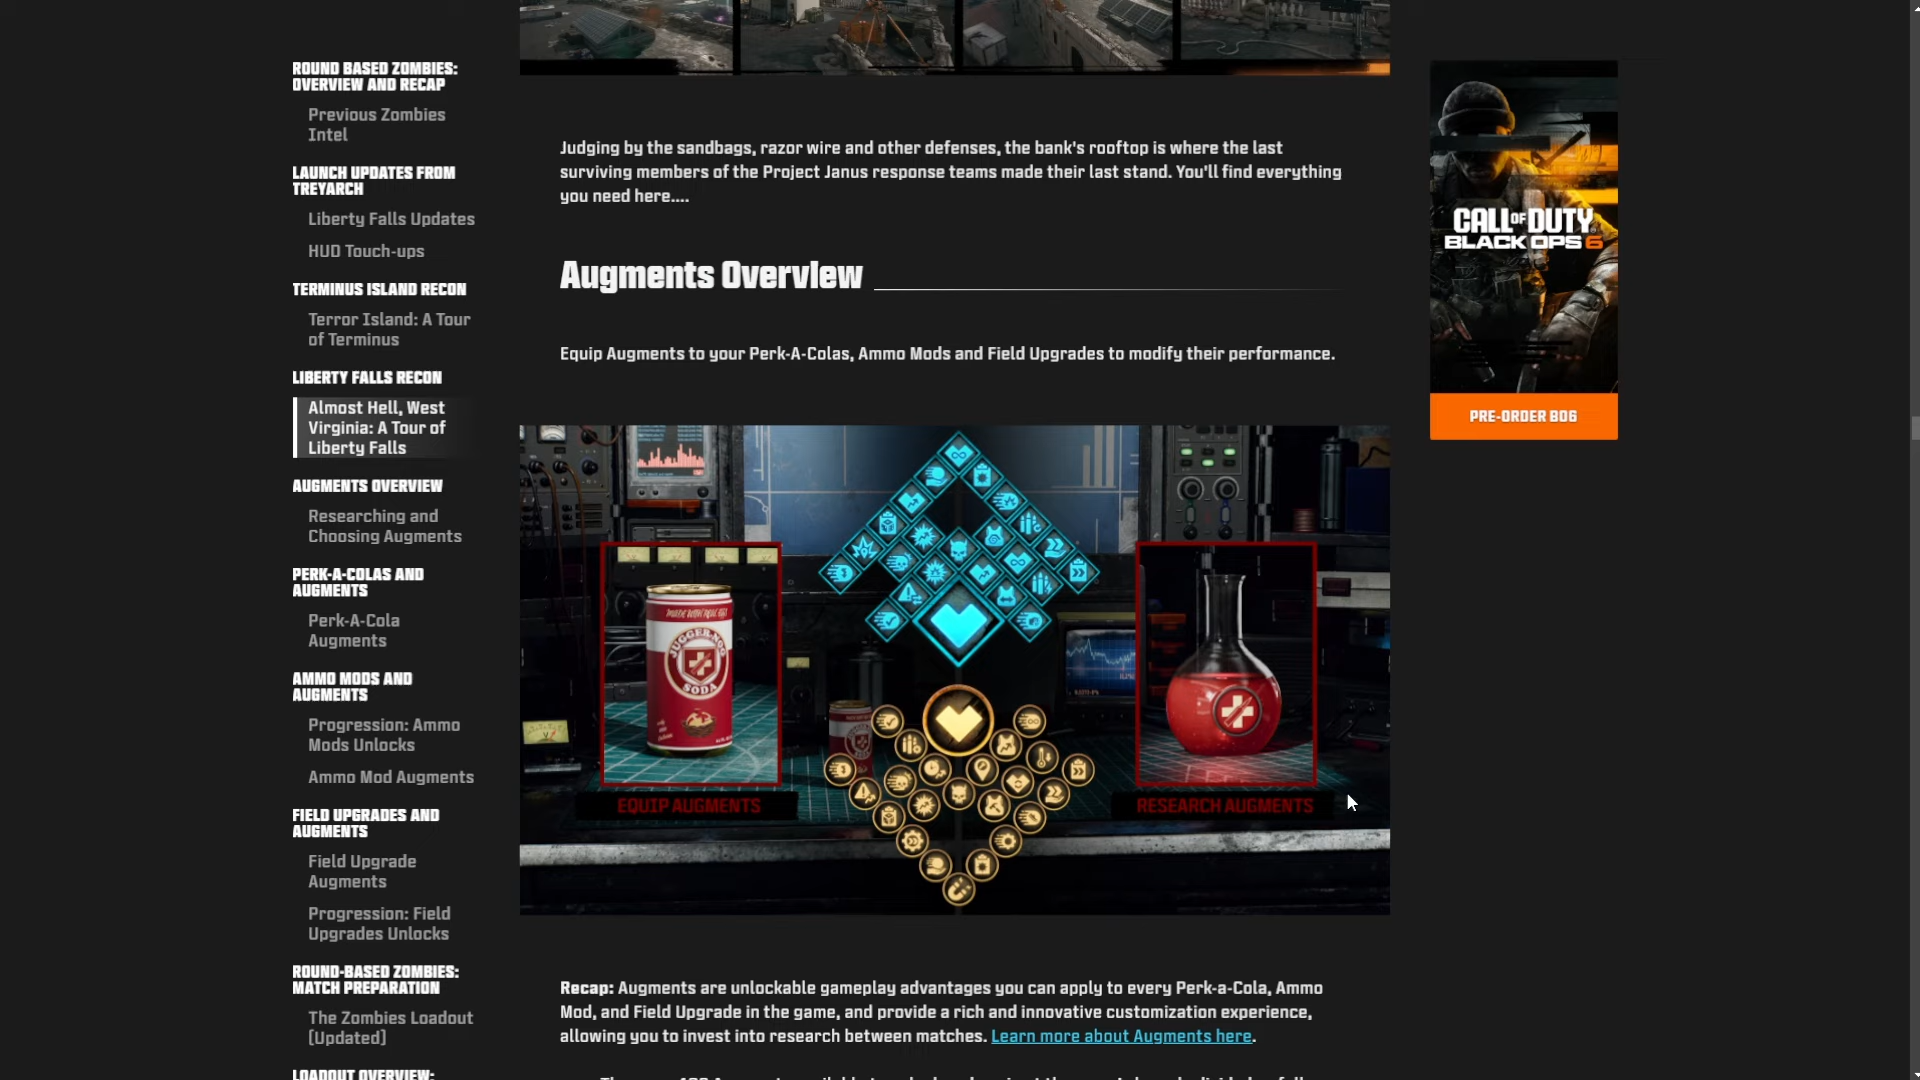 ROUND BASED ZOMBIES:
OVERVIEW AND RECAP
Previous Zombies
Intel
LAUNCH UPDATES FROM
TREYARCH
Liberty Falls Updates
HUD Touch-ups
TERMINUS ISLAND RECON
Terror Island: A Tour
of Terminus
LIBERTY FALLS RECON
Almost Hell, West
Virginia: A Tour of
Liberty Falls
AUGMENTS OVERVIEW
Researching and
Choosing Augments
PERK-A-COLAS AND
AUGMENTS
Perk-A-Cola
Augments
AMMO MODS AND
AUGMENTS
Progression: Ammo
Mods Unlocks
Ammo Mod Augments
FIELD UPGRADES AND
AUGMENTS
Field Upgrade
Augments
Progression: Field
Upgrades Unlocks
ROUND-BASED ZOMBIES:
MATCH PREPARATION
The Zombies Loadout
[Updated]
LOADOUT OVERVIEW:
Judging by the sandbags, razor wire and other defenses, the bank's rooftop is where the last
surviving members of the Project Janus response teams made their last stand. You'll find everything
you need here....
Augments Overview
Equip Augments to your Perk-A-Colas, Ammo Mods and Field Upgrades to modify their performance.
JUGGER-NOG
SODA
EQUIP AUGMENTS
RESEARCH AUGMENTS
Recap: Augments are unlockable gameplay advantages you can apply to every Perk-a-Cola, Ammo
Mod, and Field Upgrade in the game, and provide a rich and innovative customization experience,
allowing you to invest into research between matches. Learn more about Augments here.
CALL OF DUTY
BLACK OPS 6
PRE-ORDER BO6